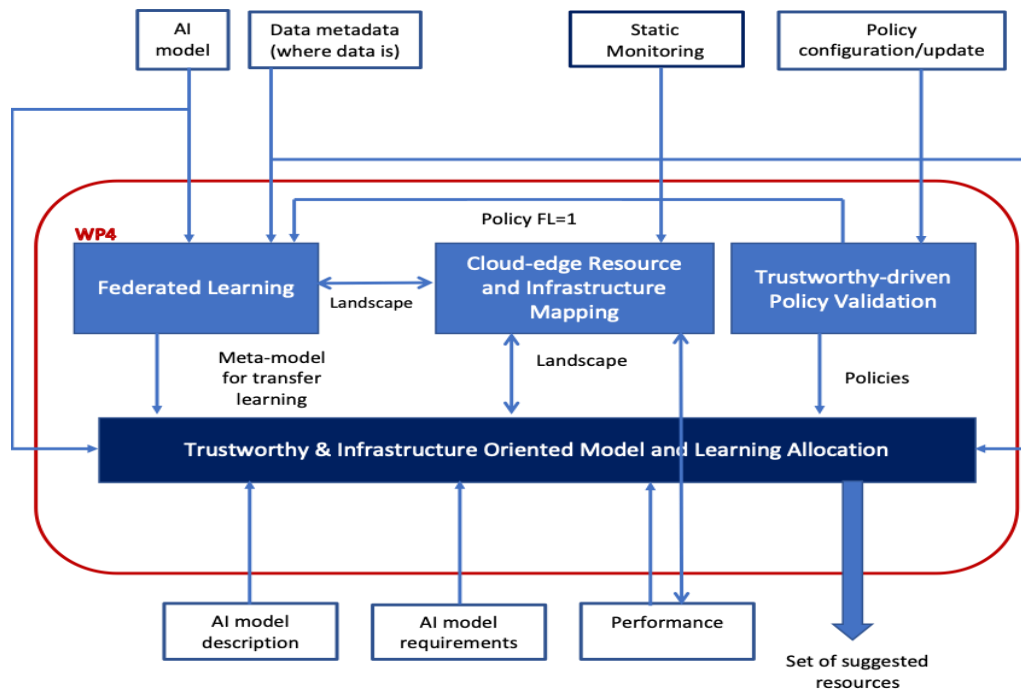 AI
model
Data metadata
(where data is)
Static
Monitoring
Policy
configuration/update
Policy FL=1
WP4
Federated Learning
Landscape
Cloud-edge Resource
and Infrastructure
Mapping
Trustworthy-driven
Policy Validation
Meta-model
for transfer
learning
Landscape
Policies
Trustworthy & Infrastructure Oriented Model and Learning Allocation
AI model
description
AI model
requirements
Performance
Set of suggested
resources